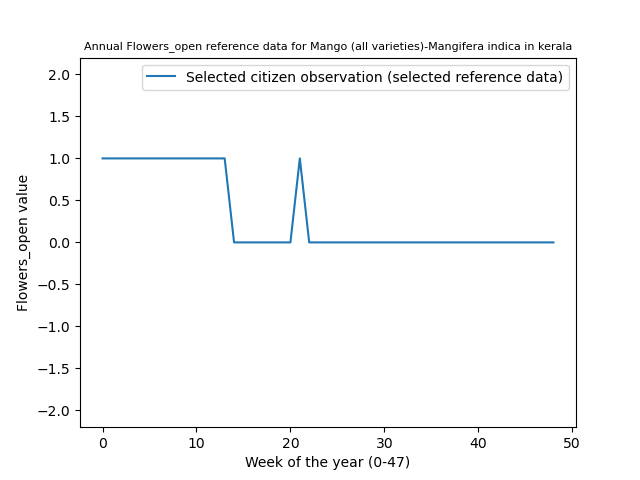 Annual Flowers_open reference data for Mango (all varieties)-Mangifera indica in kerala
Selected citizen observation (selected reference data)
Flowers_open value
2.0
1.5
1.0
0.5
0.0
−0.5
−1.0
−1.5
−2.0
0 10 20 30 40 50
Week of the year (0-47)